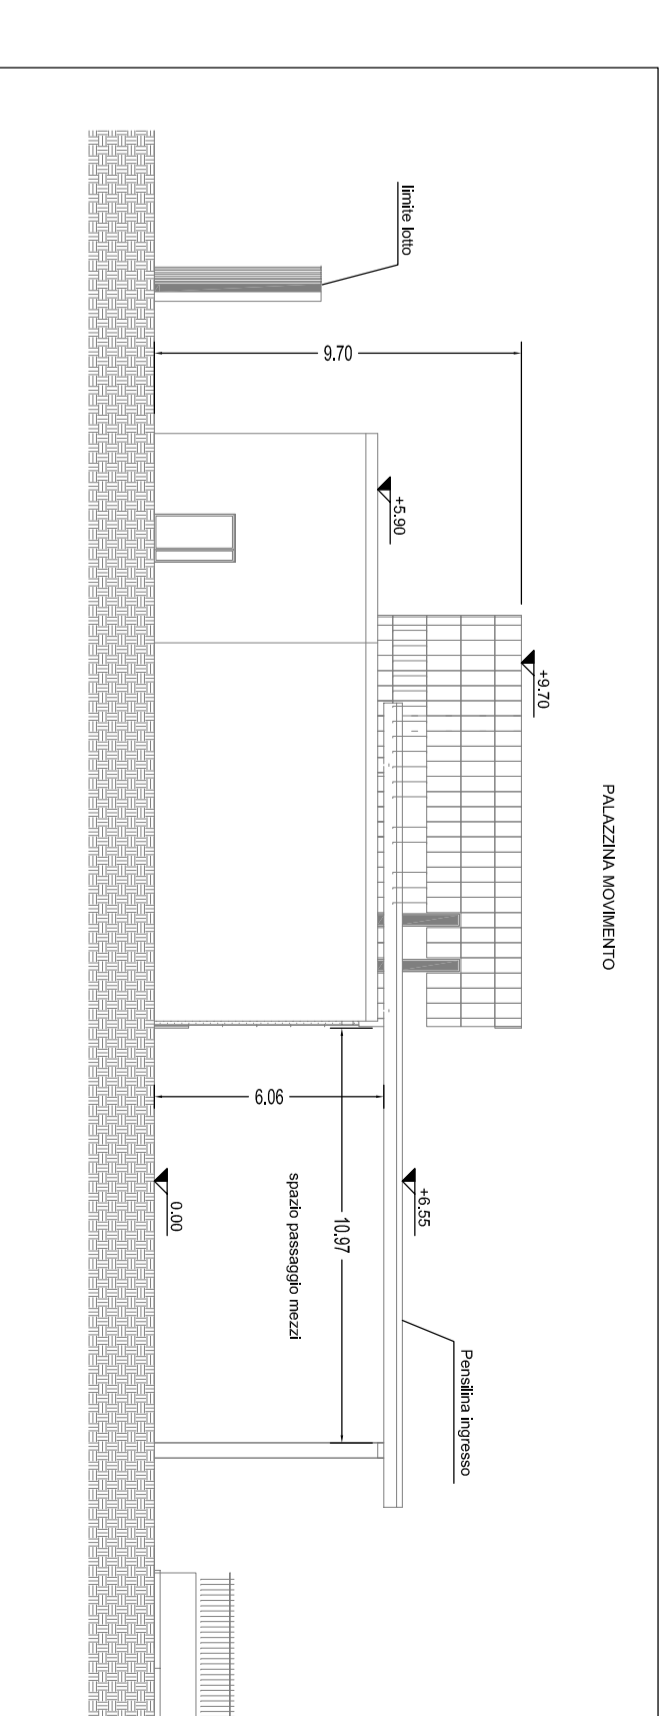 PALAZZINA MOVIMENTO
limite lotto
9.70
+5.90
+9.70
6.06
0.00
spazio passaggio mezzi
10.97
+6.55
Pensilina ingresso